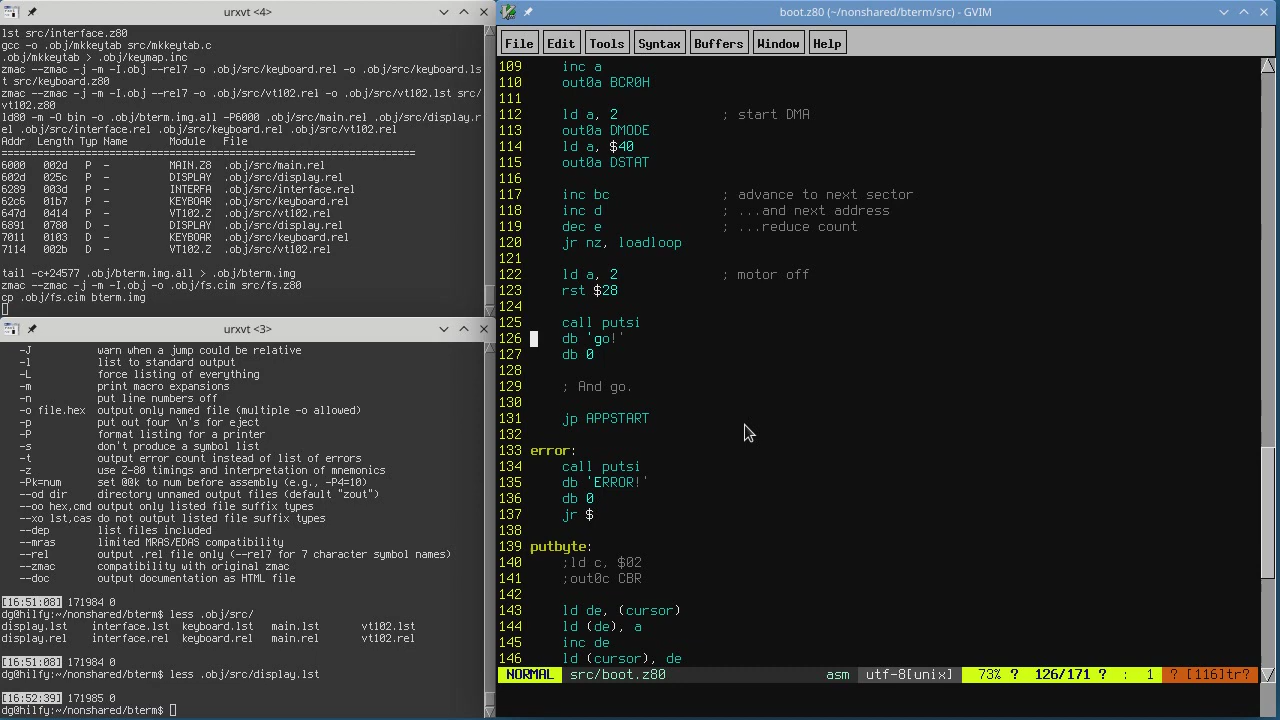 urxvt <4>
lst src/interface.z80
gcc -o .obj/mkkeytab src/mkkeytab.c
.obj/mkkeytab > .obj/keymap.inc
zmac --zmac -j -m -I.obj --rel7 -o .obj/src/keyboard.rel -o .obj/src/keyboard.ls
t src/keyboard.z80
zmac --zmac -j -m -I.obj --rel7 -o .obj/src/vt102.rel -o .obj/src/vt102.lst src/
vt102.z80
ld80 -m -O bin -o .obj/bterm.img.all -P6000 .obj/src/main.rel .obj/src/display.r
el .obj/src/interface.rel .obj/src/keyboard.rel .obj/src/vt102.rel
Addr   Length Typ Name       Module   File
================================================================
6000   002d   P  -           MAIN.Z8  .obj/src/main.rel
602d   025c   P  -           DISPLAY  .obj/src/display.rel
6289   003d   P  -           INTERFA  .obj/src/interface.rel
62c6   01b7   P  -           KEYBOAR  .obj/src/keyboard.rel
647d   0414   P  -           VT102.Z  .obj/src/vt102.rel
6891   0780   D  -           DISPLAY  .obj/src/display.rel
7011   0103   D  -           KEYBOAR  .obj/src/keyboard.rel
7114   002b   D  -           VT102.Z  .obj/src/vt102.rel
tail -c+24577 .obj/bterm.img.all > .obj/bterm.img
zmac --zmac -j -m -I.obj -o .obj/fs.cim src/fs.z80
cp .obj/fs.cim bterm.img
urxvt <3>
-J            warn when a jump could be relative
-l            list to standard output
-L            force listing of everything
-m            print macro expansions
-n            put line numbers off
-o file.hex   output only named file (multiple -o allowed)
-p            put out four \n's for eject
-P            format listing for a printer
-s            don't produce a symbol list
-t            output error count instead of list of errors
-z            use Z-80 timings and interpretation of mnemonics
-Pk=num       set @@k to num before assembly (e.g., -P4=10)
--od dir      directory unnamed output files (default "zout")
--oo hex,cmd  output only listed file suffix types
--xo lst,cas  do not output listed file suffix types
--dep         list files included
--mras        limited MRAS/EDAS compatibility
--rel         output .rel file only (--rel7 for 7 character symbol names)
--zmac        compatibility with original zmac
--doc         output documentation as HTML file
[16:51:08] 171984 0
dg@hilfy:~/nonshared/bterm$ less .obj/src/
display.lst    interface.lst  keyboard.lst   main.lst       vt102.lst
display.rel    interface.rel  keyboard.rel   main.rel       vt102.rel
[16:51:08] 171984 0
dg@hilfy:~/nonshared/bterm$ less .obj/src/display.lst
[16:52:39] 171985 0
dg@hilfy:~/nonshared/bterm$
boot.z80 (~/nonshared/bterm/src) - GVIM
File Edit Tools Syntax Buffers Window Help
109     inc a
110     out0a BCR0H
111
112     ld a, 2             ; start DMA
113     out0a DMODE
114     ld a, $40
115     out0a DSTAT
116
117     inc bc              ; advance to next sector
118     inc d               ; ...and next address
119     dec e               ; ...reduce count
120     jr nz, loadloop
121
122     ld a, 2             ; motor off
123     rst $28
124
125     call putsi
126     db 'go!'
127     db 0
128
129     ; And go.
130
131     jp APPSTART
132
133 error:
134     call putsi
135     db 'ERROR!'
136     db 0
137     jr $
138
139 putbyte:
140     ;ld c, $02
141     ;out0c CBR
142
143     ld de, (cursor)
144     ld (de), a
145     inc de
146     ld (cursor), de
NORMAL src/boot.z80 asm utf-8[unix] 73% ? 126/171 ? : 1 ? [116]tr?